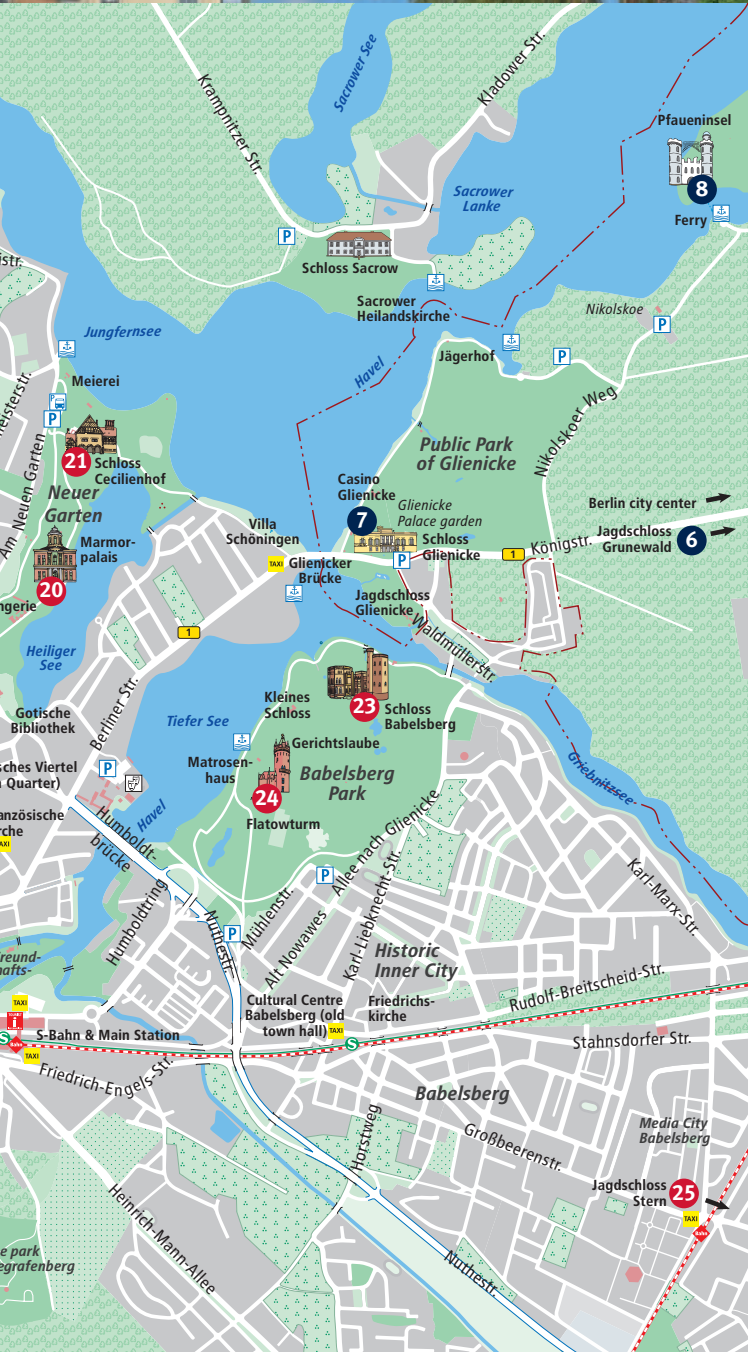 Sacrower See
Kladower Str.
Krampnitzer Str.
Pfaueninsel
8
Ferry
Sacrower
Lanke
P
Schloss Sacrow
Sacrower
Heilandskirche
Nikolskoe
P
Jungfernsee
Havel
Jägerhof
P
Meierei
P
P
Nikolskoer Weg
Public Park
of Glienicke
21
Schloss
Cecilienhof
Am Neuen Garten
Neuer
Garten
Casino
Glienicke
7
Glienicke
Palace garden
Schloss
Glienicke
P
Berlin city center
Jagdschloss
Grunewald
6
Königstr.
1
Villa
Schöningen
TAXI
Glienicker
Brücke
Marmor-
palais
20
Jagdschloss
Glienicke
Waldmüllerstr.
1
Heiliger
See
Berliner Str.
Tiefer See
Kleines
Schloss
23
Schloss
Babelsberg
Gotische
Bibliothek
Gerichtslaube
Matrosen-
haus
Babelsberg
Park
24
Flatowturm
Griebnitzsee
P
Quarter)
TAXI
Havel
Humboldt-
brücke
Humboldtring
Nuthestr.
P
Mühlenstr.
P
Allee nach Glienicke
Alt Nowawes
Karl-Liebknecht-Str.
Karl-Marx-Str.
Historic
Inner City
Rudolf-Breitscheid-Str.
Cultural Centre
Babelsberg (old
town hall)
TAXI
Friedrichs-
kirche
S
Stahnsdorfer Str.
TAXI
i
S
Bahn
TAXI
S-Bahn & Main Station
Friedrich-Engels-Str.
Babelsberg
Großbeerenstr.
Horstweg
Media City
Babelsberg
Jagdschloss
Stern
25
TAXI
Bahn
Heinrich-Mann-Allee
Nuthestr.
e park
egrafenberg